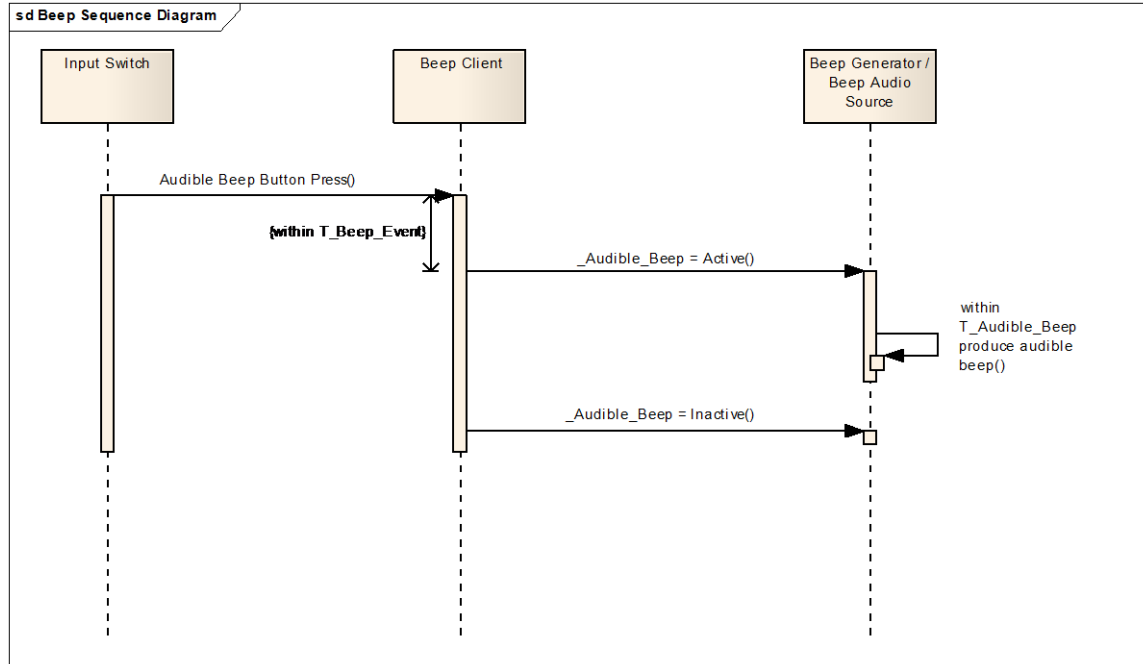 sd Beep Sequence Diagram
Input Switch
Beep Client
Beep Generator /
Beep Audio
Source
Audible Beep Button Press()
{within T_Beep_Event}
_Audible_Beep = Active()
within
T_Audible_Beep
produce audible
beep()
_Audible_Beep = Inactive()